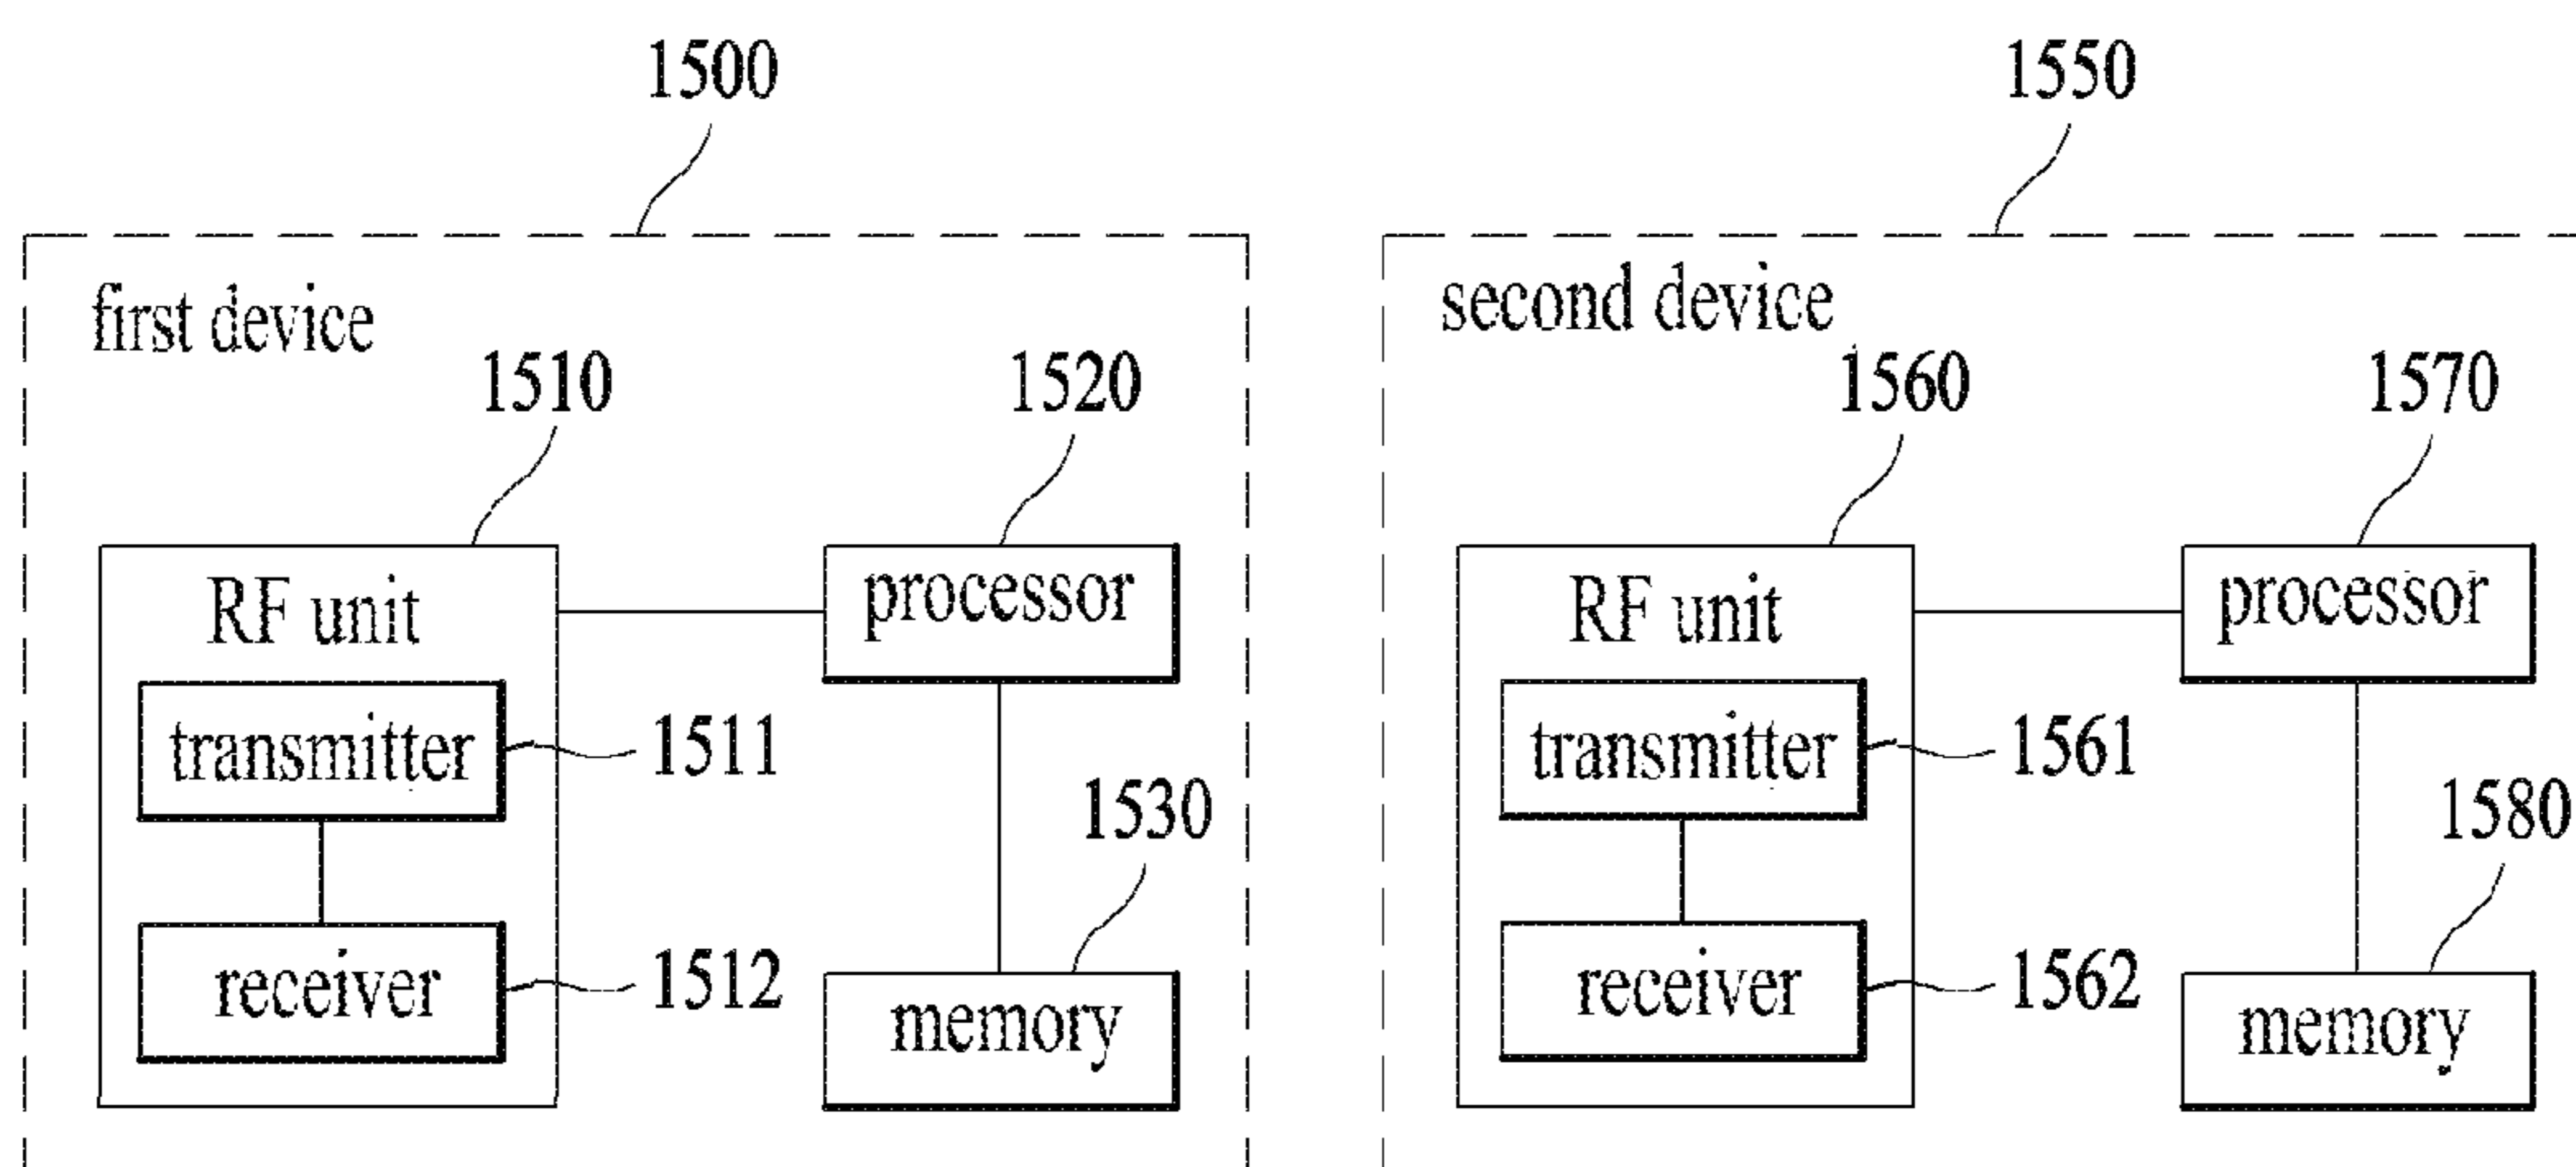 1500
first device
1510
1520
RF unit
processor
transmitter
1511
1530
receiver
1512
memory
1550
second device
1560
1570
RF unit
processor
transmitter
1561
1580
receiver
1562
memory